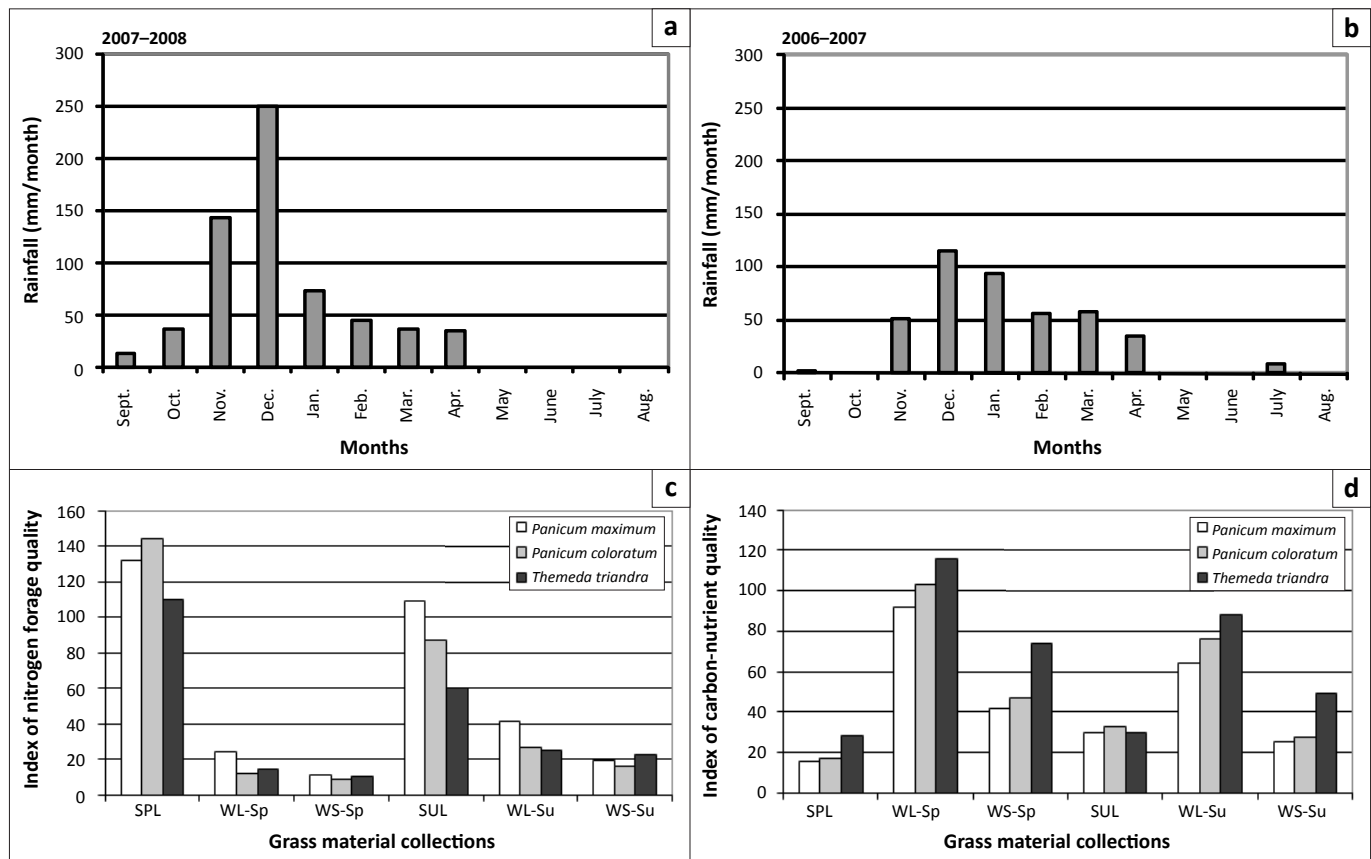 a
2007–2008
Rainfall (mm/month)
300
250
200
150
100
50
0
Sept.
Oct.
Nov.
Dec.
Jan.
Feb.
Mar.
Apr.
May
June
July
Aug.
Months
b
2006–2007
Rainfall (mm/month)
300
250
200
150
100
50
0
Sept.
Oct.
Nov.
Dec.
Jan.
Feb.
Mar.
Apr.
May
June
July
Aug.
Months
c
Index of nitrogen forage quality
160
140
120
100
80
60
40
20
0
Panicum maximum
Panicum coloratum
Themeda triandra
SPL
WL-Sp
WS-Sp
SUL
WL-Su
WS-Su
Grass material collections
d
Index of carbon-nutrient quality
140
120
100
80
60
40
20
0
Panicum maximum
Panicum coloratum
Themeda triandra
SPL
WL-Sp
WS-Sp
SUL
WL-Su
WS-Su
Grass material collections